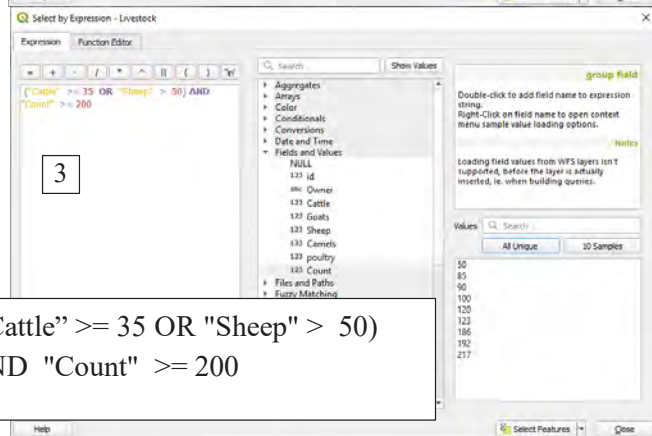 Select by Expression - Livestock
Expression Function Editor
= + - / * ^ || ( ) '\n'
("Cattle" >= 35 OR "Sheep" > 50) AND
"Count" >= 200
3
Search Show Values
Aggregates
Arrays
Color
Conditionals
Conversions
Date and Time
Fields and Values
NULL
123 id
abc Owner
123 Cattle
123 Goats
123 Sheep
123 Camels
123 poultry
123 Count
Files and Paths
Fuzzy Matching
group field
Double-click to add field name to expression
string.
Right-Click on field name to open context
menu sample value loading options.
Notes
Loading field values from WFS layers isn't
supported, before the layer is actually
inserted, ie. when building queries.
Values Search
All Unique 10 Samples
50
85
90
100
120
123
186
192
217
Cattle” >= 35 OR "Sheep" > 50)
ND "Count" >= 200
Help Select Features Close